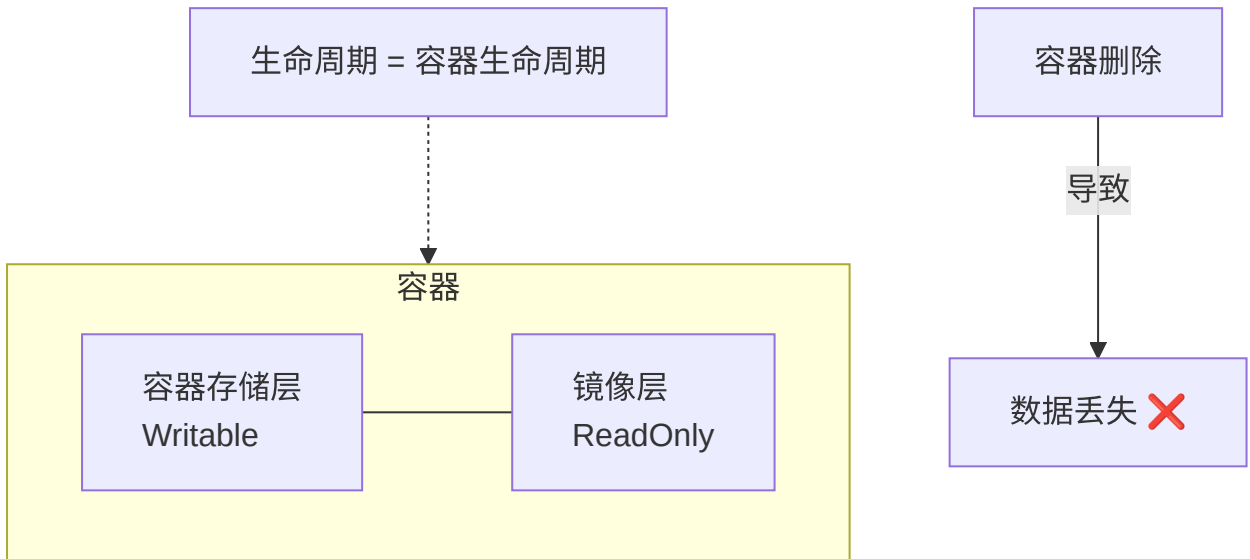 生命周期 = 容器生命周期
容器删除
导致
容器
容器存储层
Writable
镜像层
ReadOnly
数据丢失 ❌